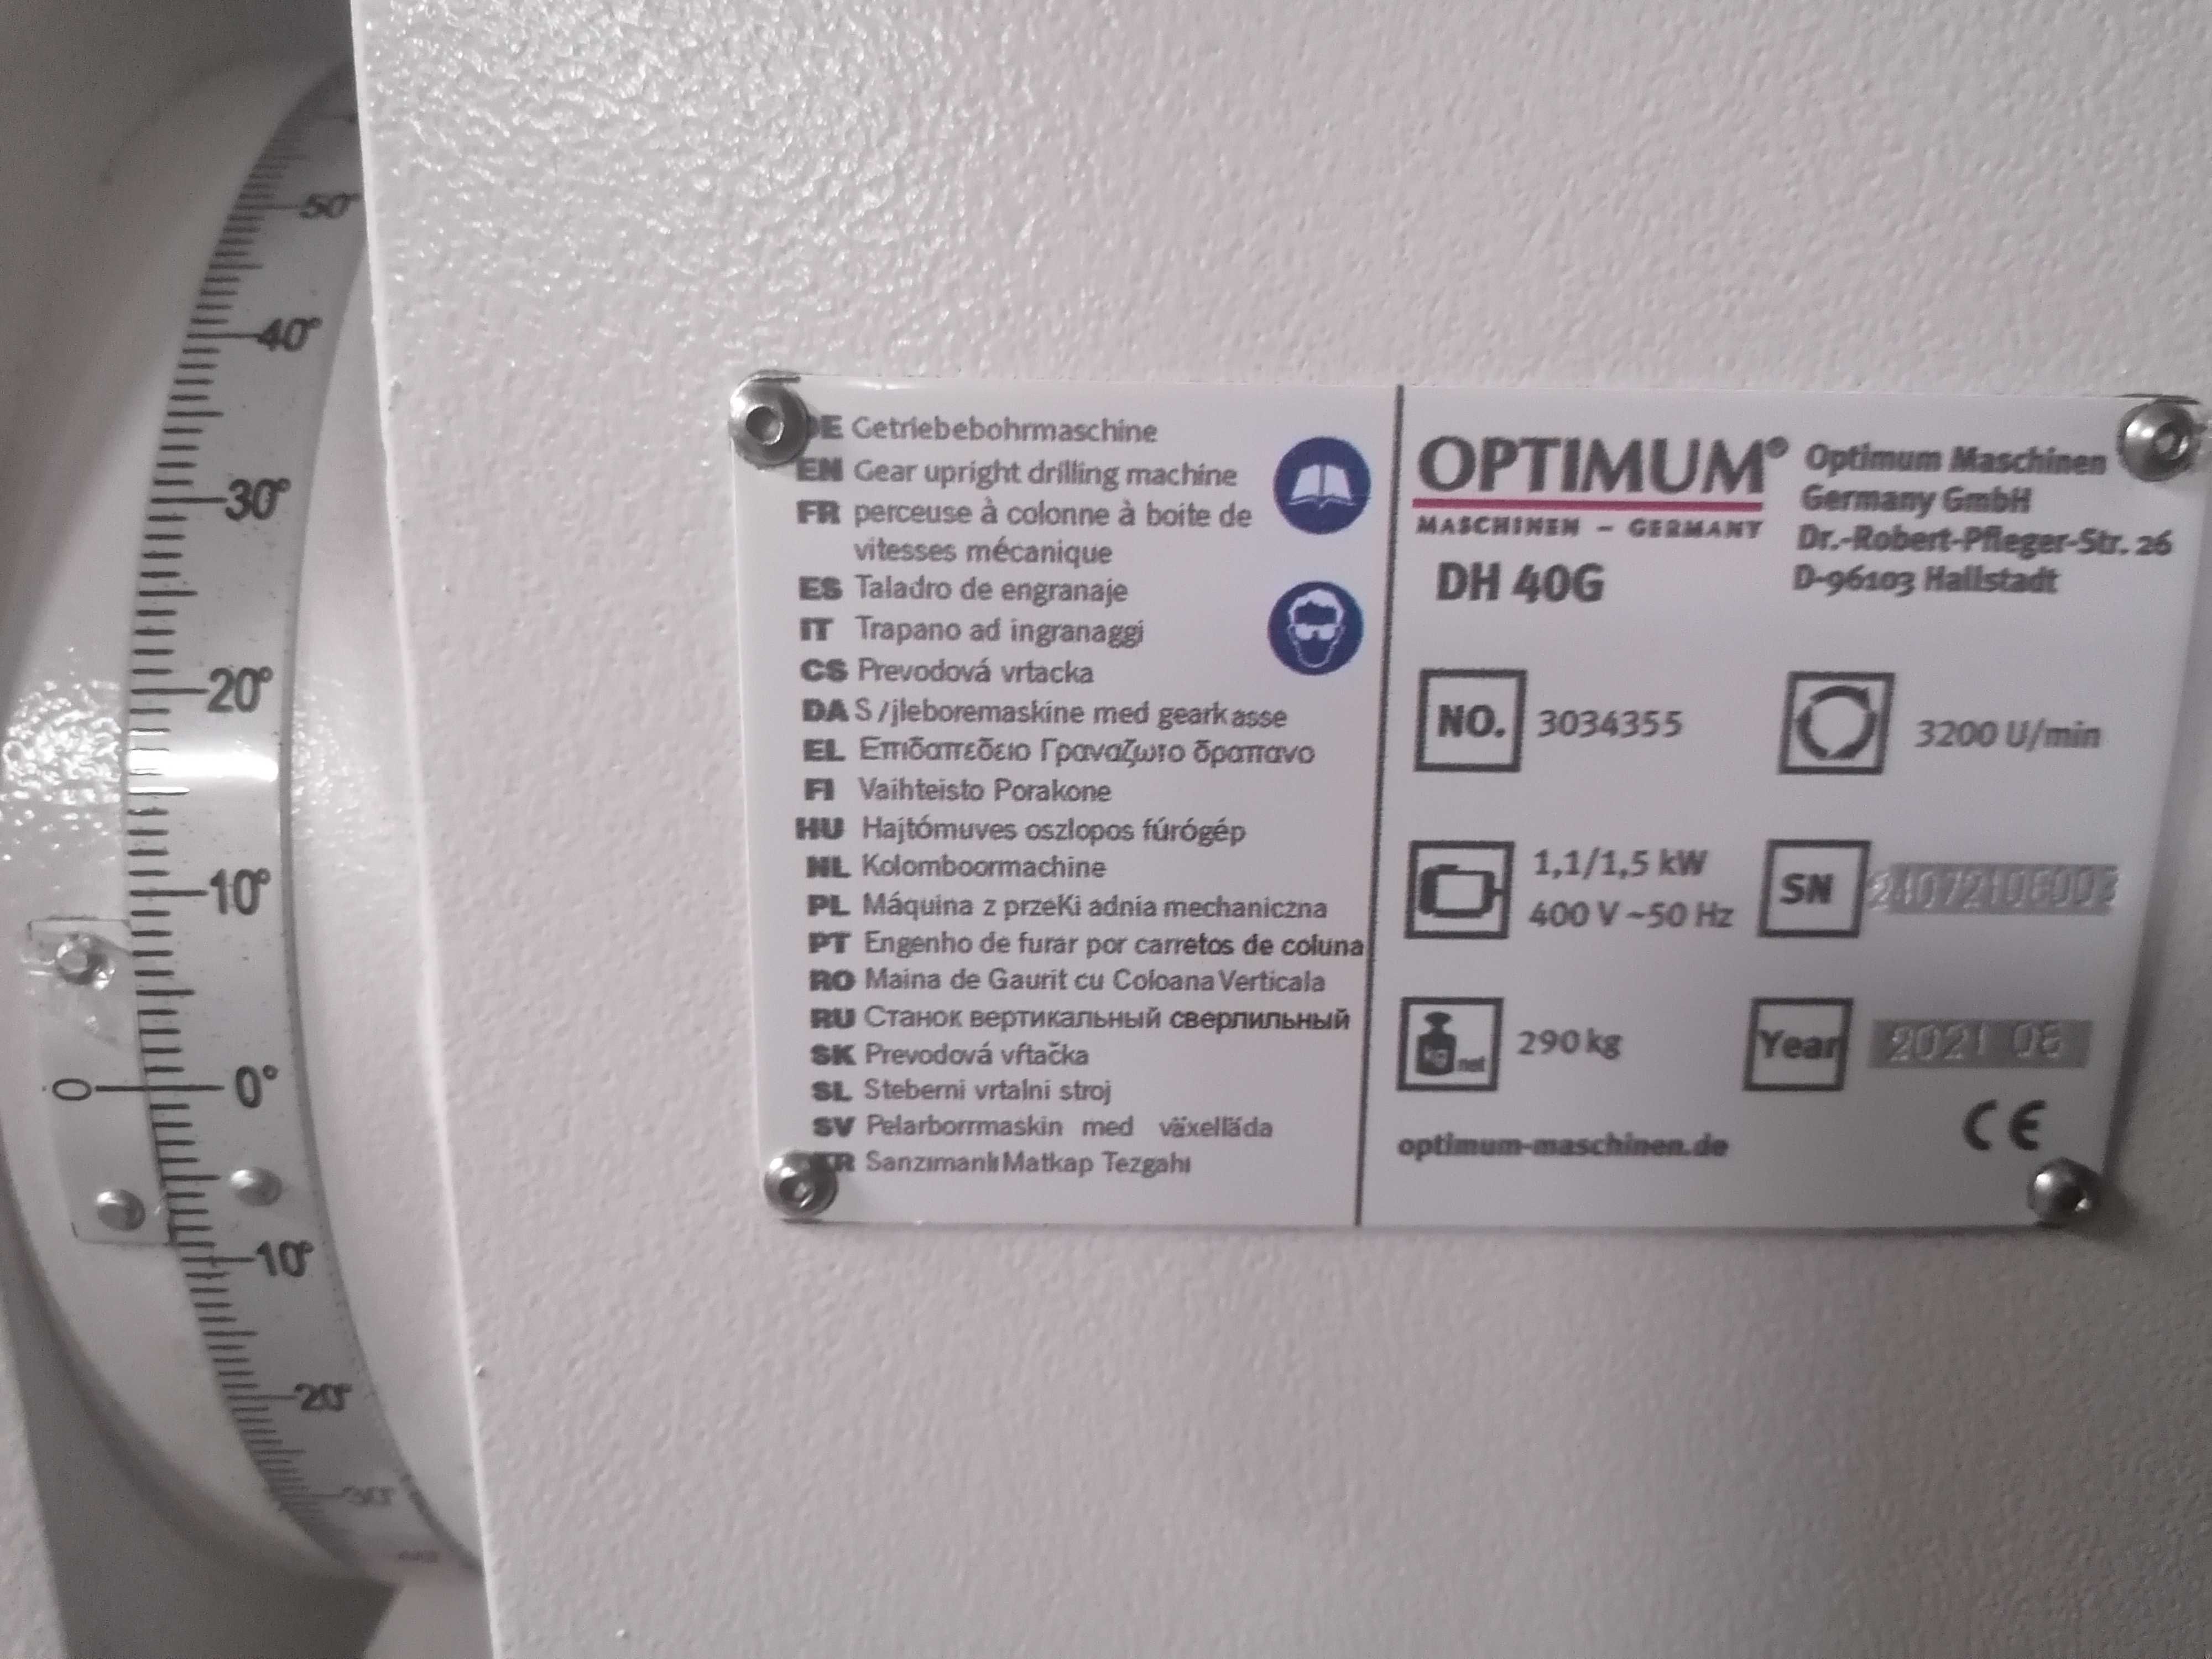 50°
40°
30°
20°
10°
0 0°
10°
20°
30°
DE Getriebebohrmaschine
EN Gear upright drilling machine
FR perceuse à colonne à boite de
vitesses mécanique
ES Taladro de engranaje
IT Trapano ad ingranaggi
CS Prevodová vrtacka
DA S/jleboremaskine med gearkasse
EL Επιδαπεδειο Γραναζωτο δραπανο
FI Vaihteisto Porakone
HU Hajtómuves oszlopos fúrógép
NL Kolomboormachine
PL Máquina z przeKi adnia mechaniczna
PT Engenho de furar por carretos de coluna
RO Maina de Gaurit cu Coloana Verticala
RU Станок вертикальный сверлильный
SK Prevodová vŕtačka
SL Steberni vrtalni stroj
SV Pelarborrmaskin med växelláda
TR Sanzımanlı Matkap Tezgahı
OPTIMUM®
MASCHINEN – GERMANY
DH 40G
Optimum Maschinen
Germany GmbH
Dr.-Robert-Pfleger-Str. 26
D-96103 Hallstadt
NO. 3034355
3200 U/min
1,1/1,5 kW
400 V ~50 Hz
SN
kg net 290 kg
Year 2021 06
CE
optimum-maschinen.de